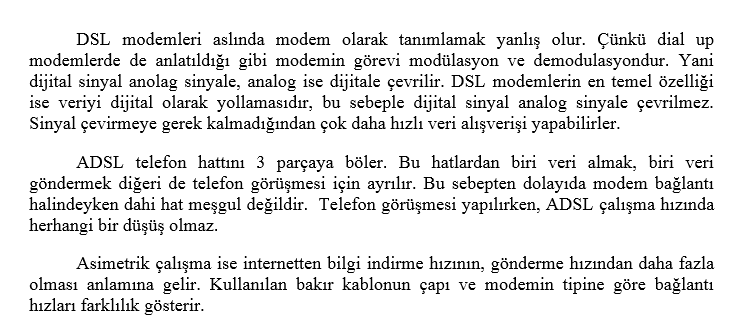 DSL modemleri aslında modem olarak tanımlamak yanlış olur. Çünkü dial up
modemlerde de anlatıldığı gibi modemin görevi modülasyon ve demodulasyondur. Yani
dijital sinyal anolag sinyale, analog ise dijitale çevrilir. DSL modemlerin en temel özelliği
ise veriyi dijital olarak yollamasıdır, bu sebeple dijital sinyal analog sinyale çevrilmez.
Sinyal çevirmeye gerek kalmadığından çok daha hızlı veri alışverişi yapabilirler.
ADSL telefon hattını 3 parçaya böler. Bu hatlardan biri veri almak, biri veri
göndermek diğeri de telefon görüşmesi için ayrılır. Bu sebepten dolayıda modem bağlantı
halindeyken dahi hat meşgul değildir. Telefon görüşmesi yapılırken, ADSL çalışma hızında
herhangi bir düşüş olmaz.
Asimetrik çalışma ise internetten bilgi indirme hızının, gönderme hızından daha fazla
olması anlamına gelir. Kullanılan bakır kablonun çapı ve modemin tipine göre bağlantı
hızları farklılık gösterir.